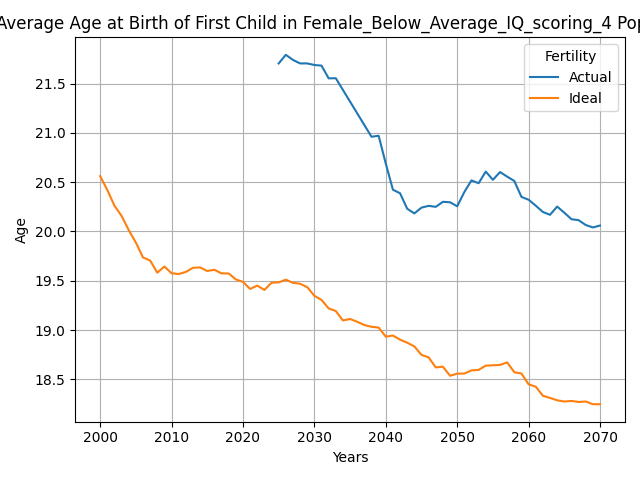 Average Age at Birth of First Child in Female_Below_Average_IQ_scoring_4
Fertility
Actual
Ideal
21.5
21.0
20.5
20.0
19.5
19.0
18.5
Age
2000 2010 2020 2030 2040 2050 2060 2070
Years